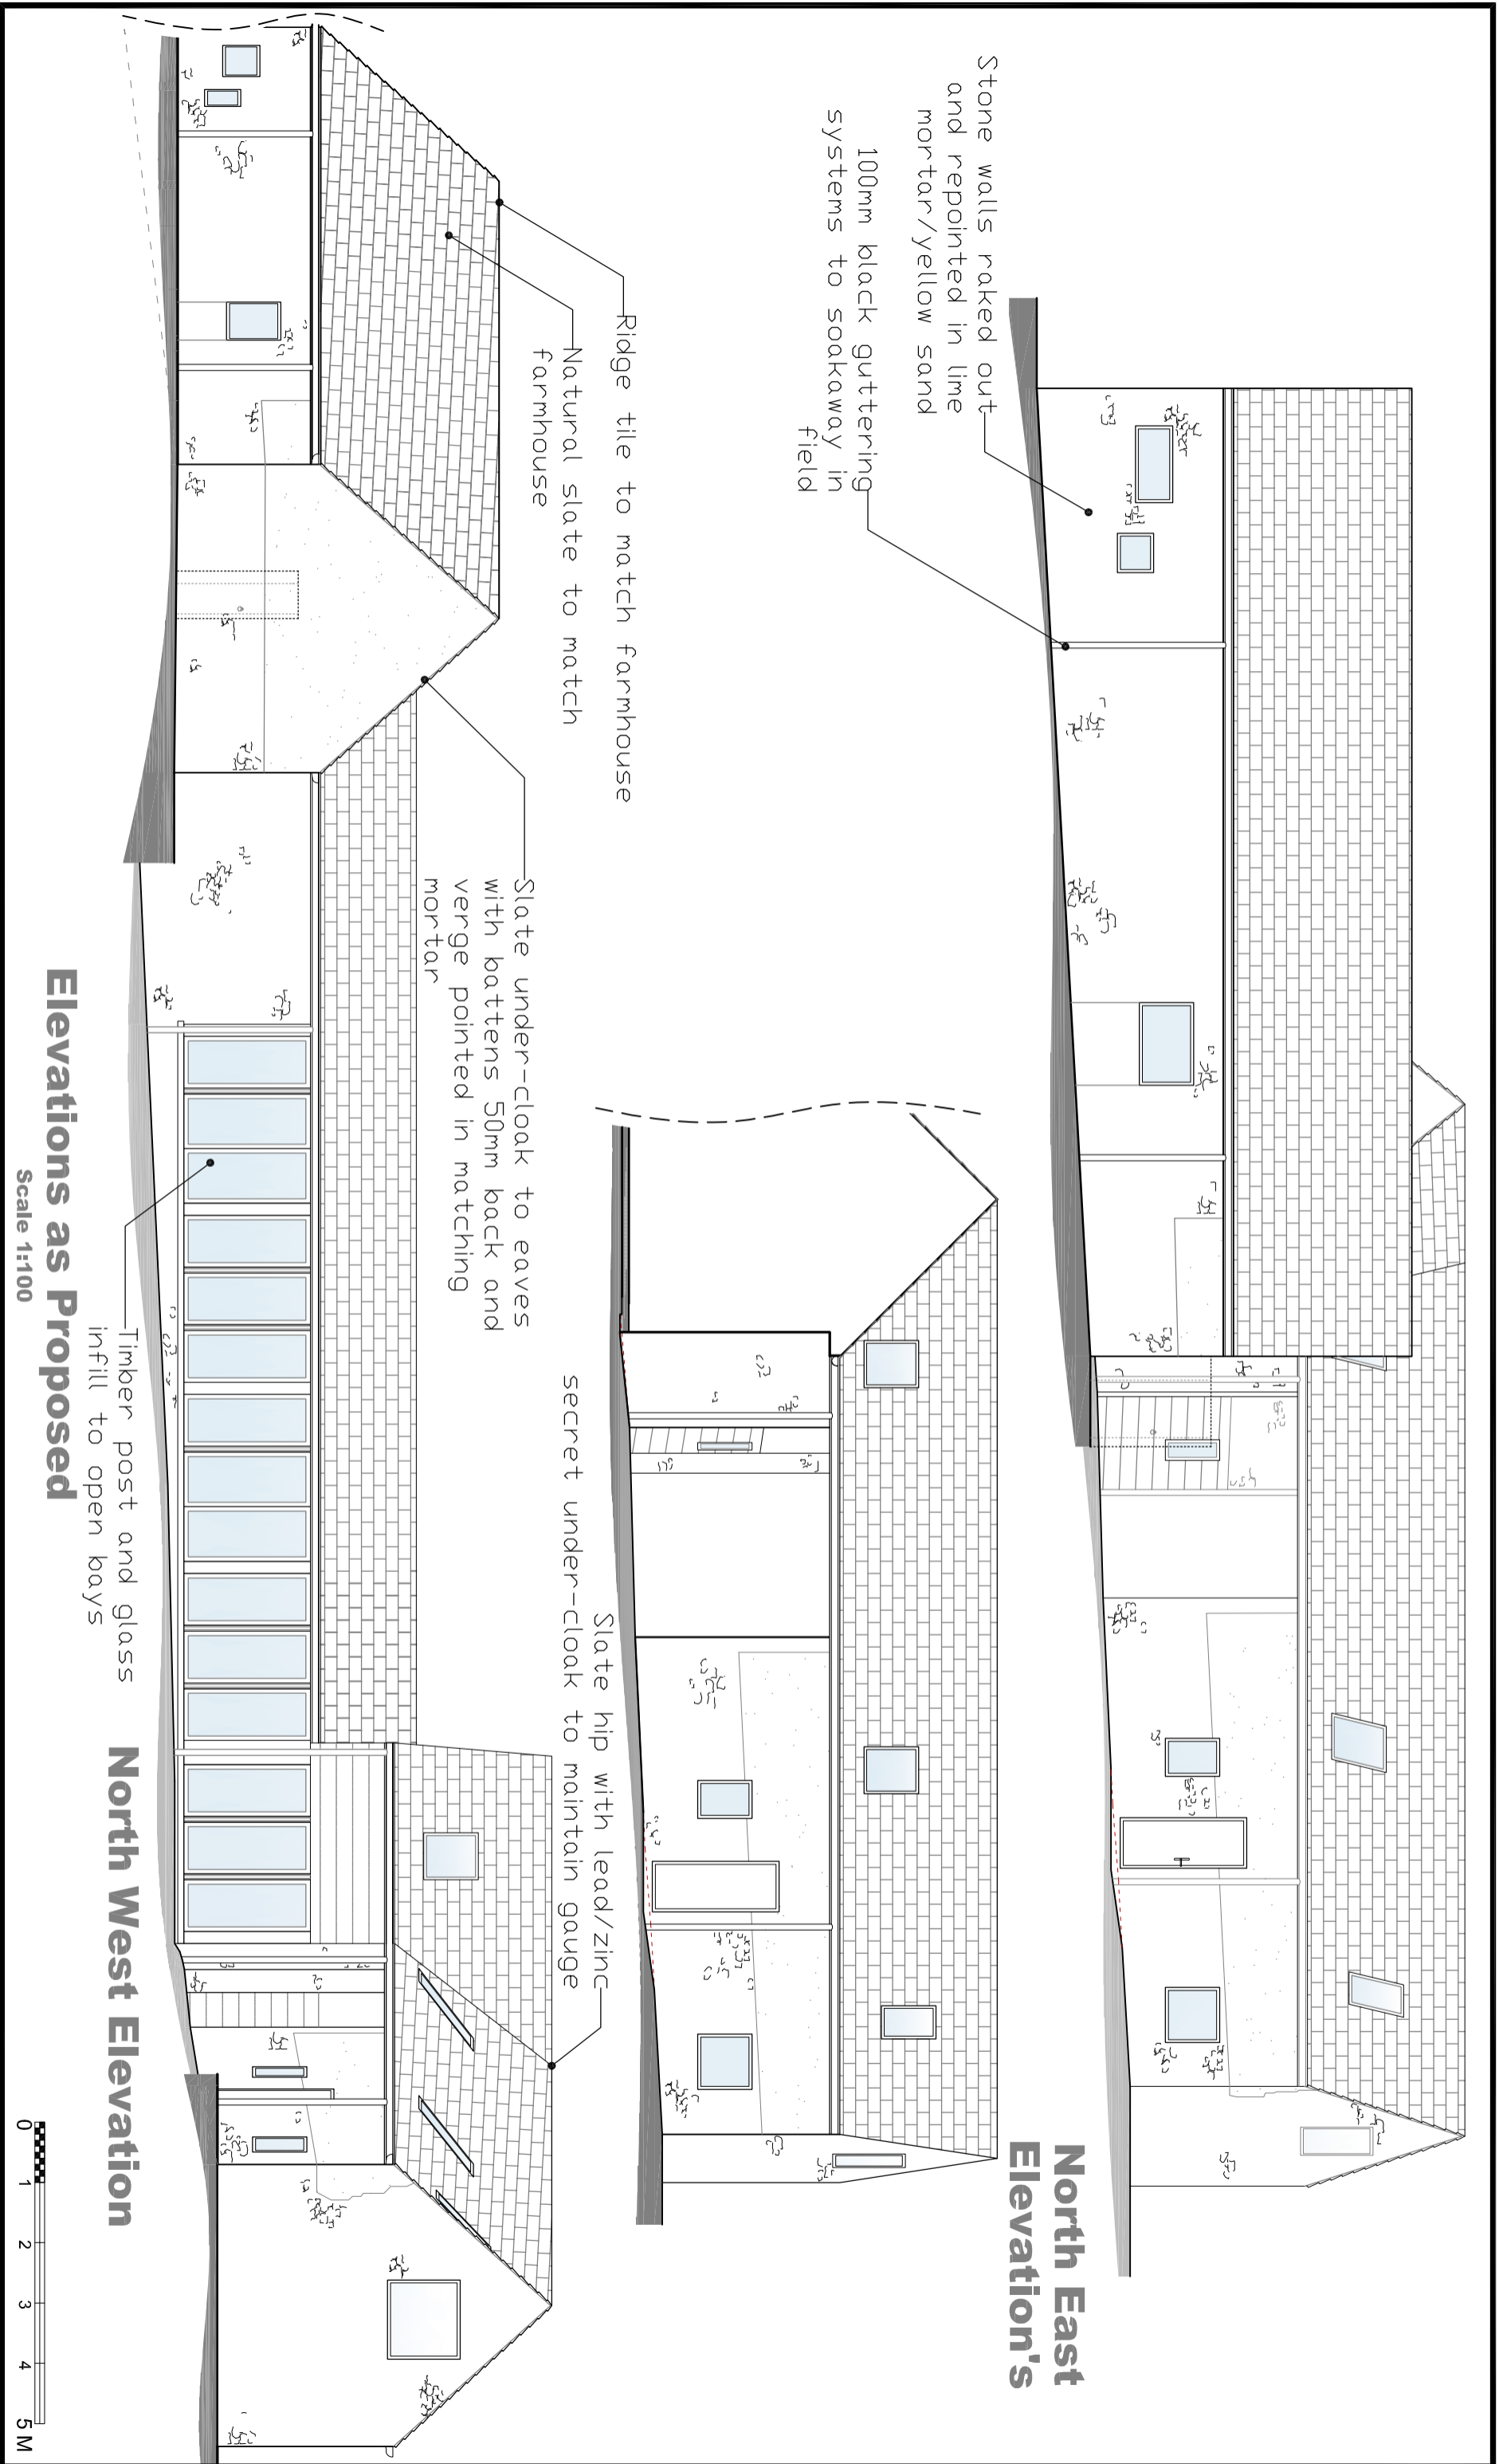 North East
Elevation's
Stone walls raked out
and repointed in lime
mortar/yellow sand
100mm black guttering
systems to soakaway in
field
Ridge tile to match farmhouse
Natural slate to match
farmhouse
Slate under-cloak to eaves
with battens 50mm back and
verge pointed in matching
mortar
Slate hip with lead/zinc
secret under-cloak to maintain gauge
Timber post and glass
infill to open bays
North West Elevation
Elevations as Proposed
Scale 1:100
0 1 2 3 4 5 M